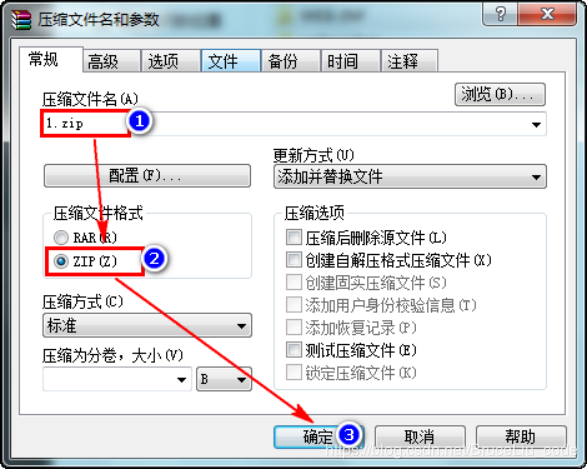 压缩文件名和参数
常规 高级 选项 文件 备份 时间 注释
压缩文件名(A) 浏览(B)...
1.zip 1
更新方式(U)
配置(F)... 添加并替换文件
压缩文件格式 压缩选项
RAR(R) 压缩后删除源文件(L)
ZIP(Z) 2 创建自解压格式压缩文件(X)
创建固实压缩文件(S)
压缩方式(C) 添加用户身份校验信息(T)
标准 添加恢复记录(P)
压缩为分卷，大小(V) 测试压缩文件(E)
B 锁定压缩文件(K)
确定 3 取消 帮助
https://blog.csdn.net/BruceLiu_code